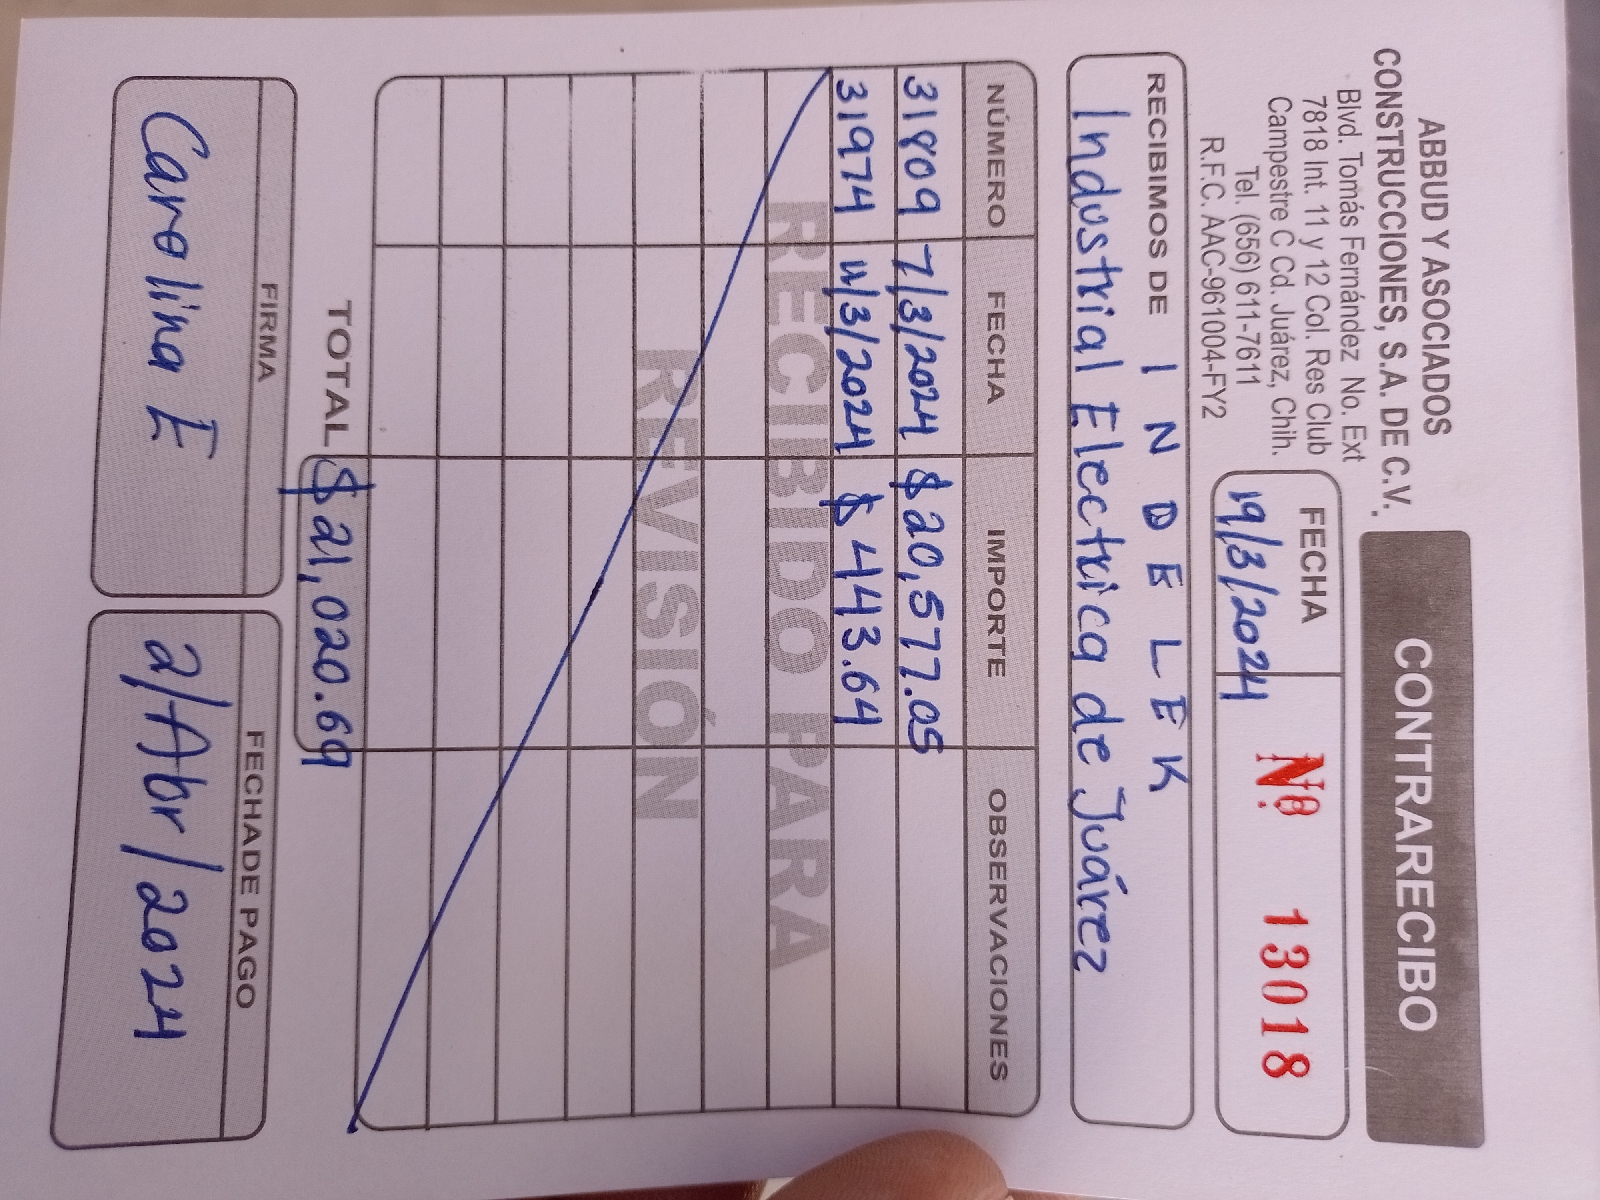 ABBUD Y ASOCIADOS
CONSTRUCCIONES, S.A. DE C.V.
Blvd. Tomás Fernández No. Ext
7818 Int. 11 y 12 Col. Res Club
Campestre C Cd. Juárez, Chih.
Tel. (656) 611-7611
R.F.C. AAC-961004-FY2
CONTRARECIBO
FECHA
19/3/2024
Nº 13018
RECIBIMOS DE INDELEK
Industrial Electrica de Juárez
NÚMERO FECHA IMPORTE OBSERVACIONES
31809 7/3/2024 $20,577.05
31974 11/3/2024 $443.64
RECIBIDO PARA
REVISIÓN
TOTAL $21,020.69
FIRMA
Carolina E
FECHADE PAGO
2/Abr/2024